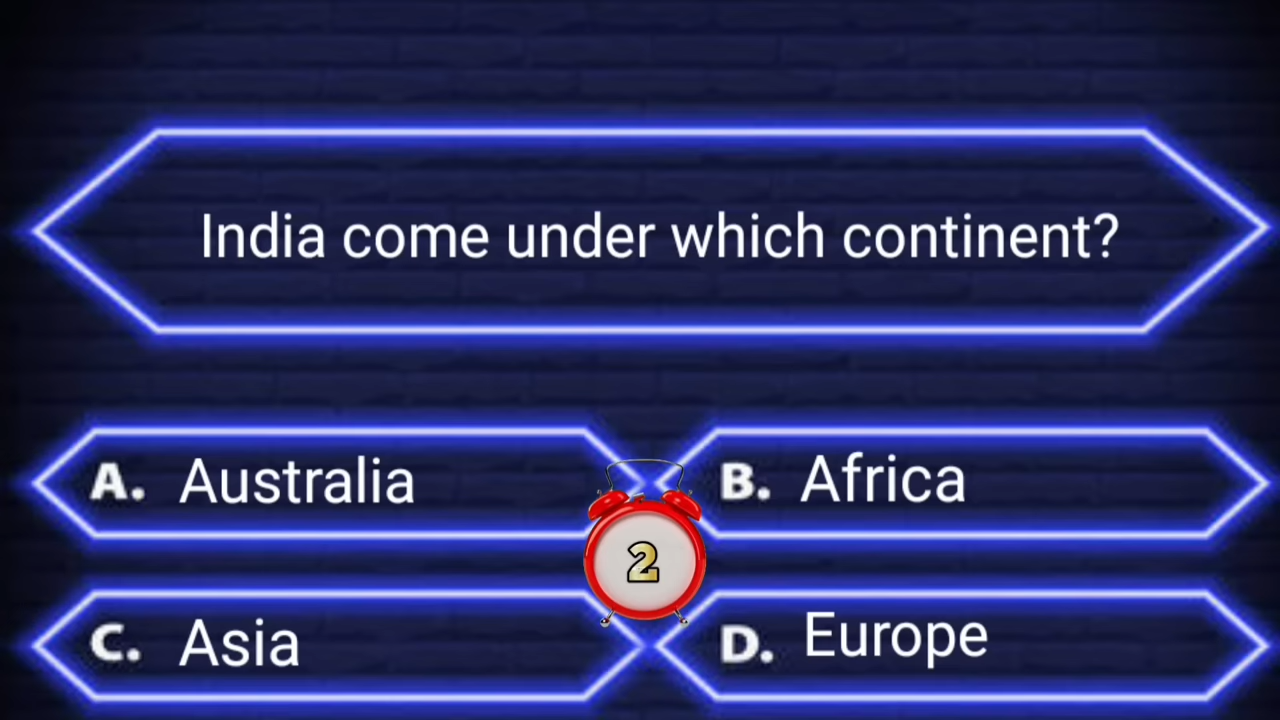 India come under which continent?
A. Australia
B. Africa
2
C. Asia
D. Europe